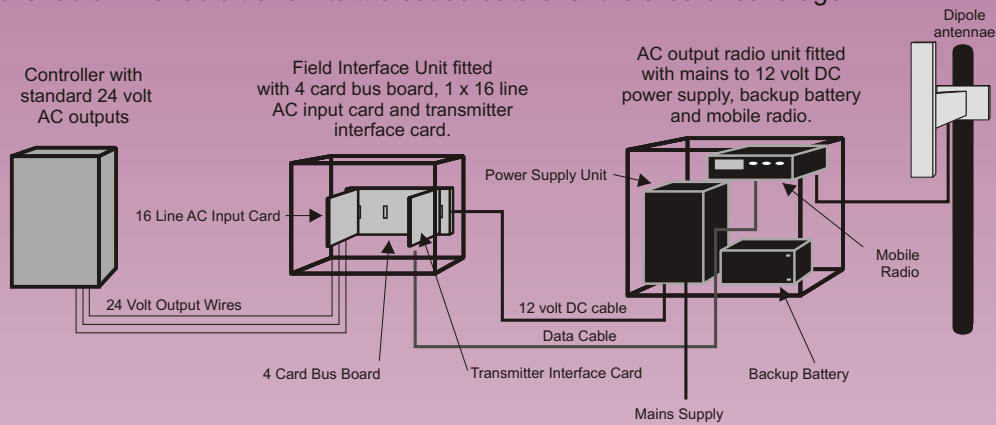 Dipole
antennae
Controller with
standard 24 volt
AC outputs
Field Interface Unit fitted
with 4 card bus board, 1 x 16 line
AC input card and transmitter
interface card.
AC output radio unit fitted
with mains to 12 volt DC
power supply, backup battery
and mobile radio.
Power Supply Unit
16 Line AC Input Card
Mobile
Radio
24 Volt Output Wires
12 volt DC cable
Data Cable
4 Card Bus Board
Transmitter Interface Card
Backup Battery
Mains Supply